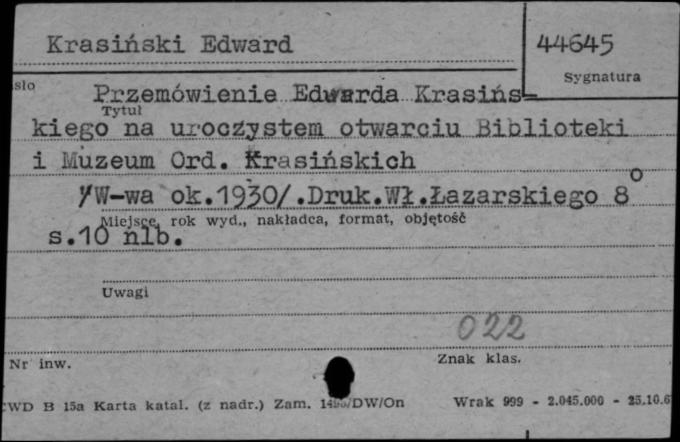 Krasiński Edward
44645
sło
Sygnatura
Przemówienie Edwarda Krasińs-
Tytuł
kiego na uroczystem otwarciu Biblioteki
i Muzeum Ord. Krasińskich
/W-wa ok.1930/.Druk.Wł.Łazarskiego 8°
Miejsce, rok wyd., nakładca, format, objętość
s.10 nlb.
Uwagi
022
Nr inw.
Znak klas.
CWD B 15a Karta katal. (z nadr.) Zam. /DW/On
Wrak 999 - 2.045.000 - 25.10.6